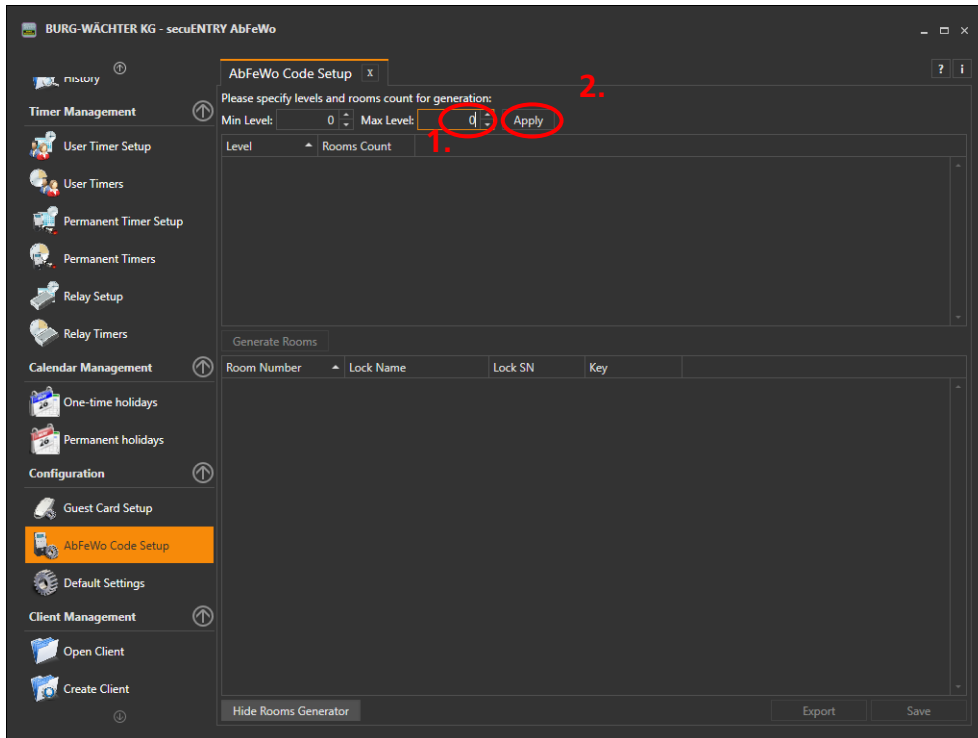 BURG-WÄCHTER KG - secuENTRY AbFeWo
History
Timer Management
User Timer Setup
User Timers
Permanent Timer Setup
Permanent Timers
Relay Setup
Relay Timers
Calendar Management
One-time holidays
Permanent holidays
Configuration
Guest Card Setup
AbFeWo Code Setup
Default Settings
Client Management
Open Client
Create Client
AbFeWo Code Setup x
? i
2.
Please specify levels and rooms count for generation:
Min Level: 0 Max Level: 0 Apply
1.
Level Rooms Count
Generate Rooms
Room Number Lock Name Lock SN Key
Hide Rooms Generator Export Save